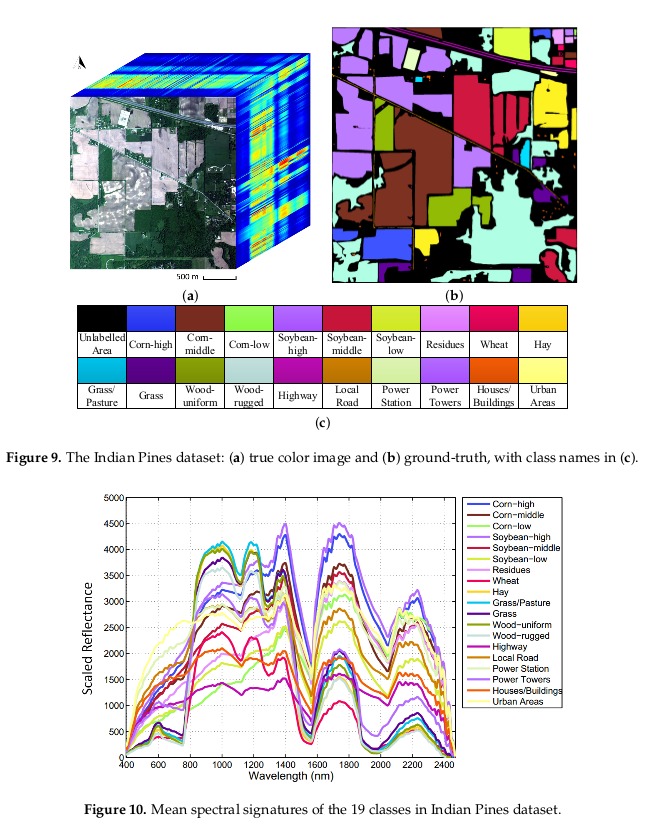 500 m
(a)
(b)
Unlabelled Area
Corn-high
Corn-middle
Corn-low
Soybean-high
Soybean-middle
Soybean-low
Residues
Wheat
Hay
Grass/Pasture
Grass
Wood-uniform
Wood-rugged
Highway
Local Road
Power Station
Power Towers
Houses/Buildings
Urban Areas
(c)
Figure 9. The Indian Pines dataset: (a) true color image and (b) ground-truth, with class names in (c).
5000
4500
4000
3500
3000
2500
2000
1500
1000
500
0
Scaled Reflectance
400 600 800 1000 1200 1400 1600 1800 2000 2200 2400
Wavelength (nm)
Corn−high
Corn−middle
Corn−low
Soybean−high
Soybean−middle
Soybean−low
Residues
Wheat
Hay
Grass/Pasture
Grass
Wood−uniform
Wood−rugged
Highway
Local Road
Power Station
Power Towers
Houses/Buildings
Urban Areas
Figure 10. Mean spectral signatures of the 19 classes in Indian Pines dataset.